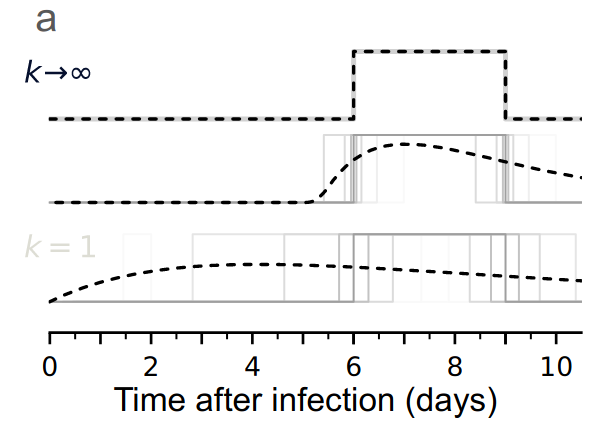 a
k→∞
k = 1
0 2 4 6 8 10
Time after infection (days)